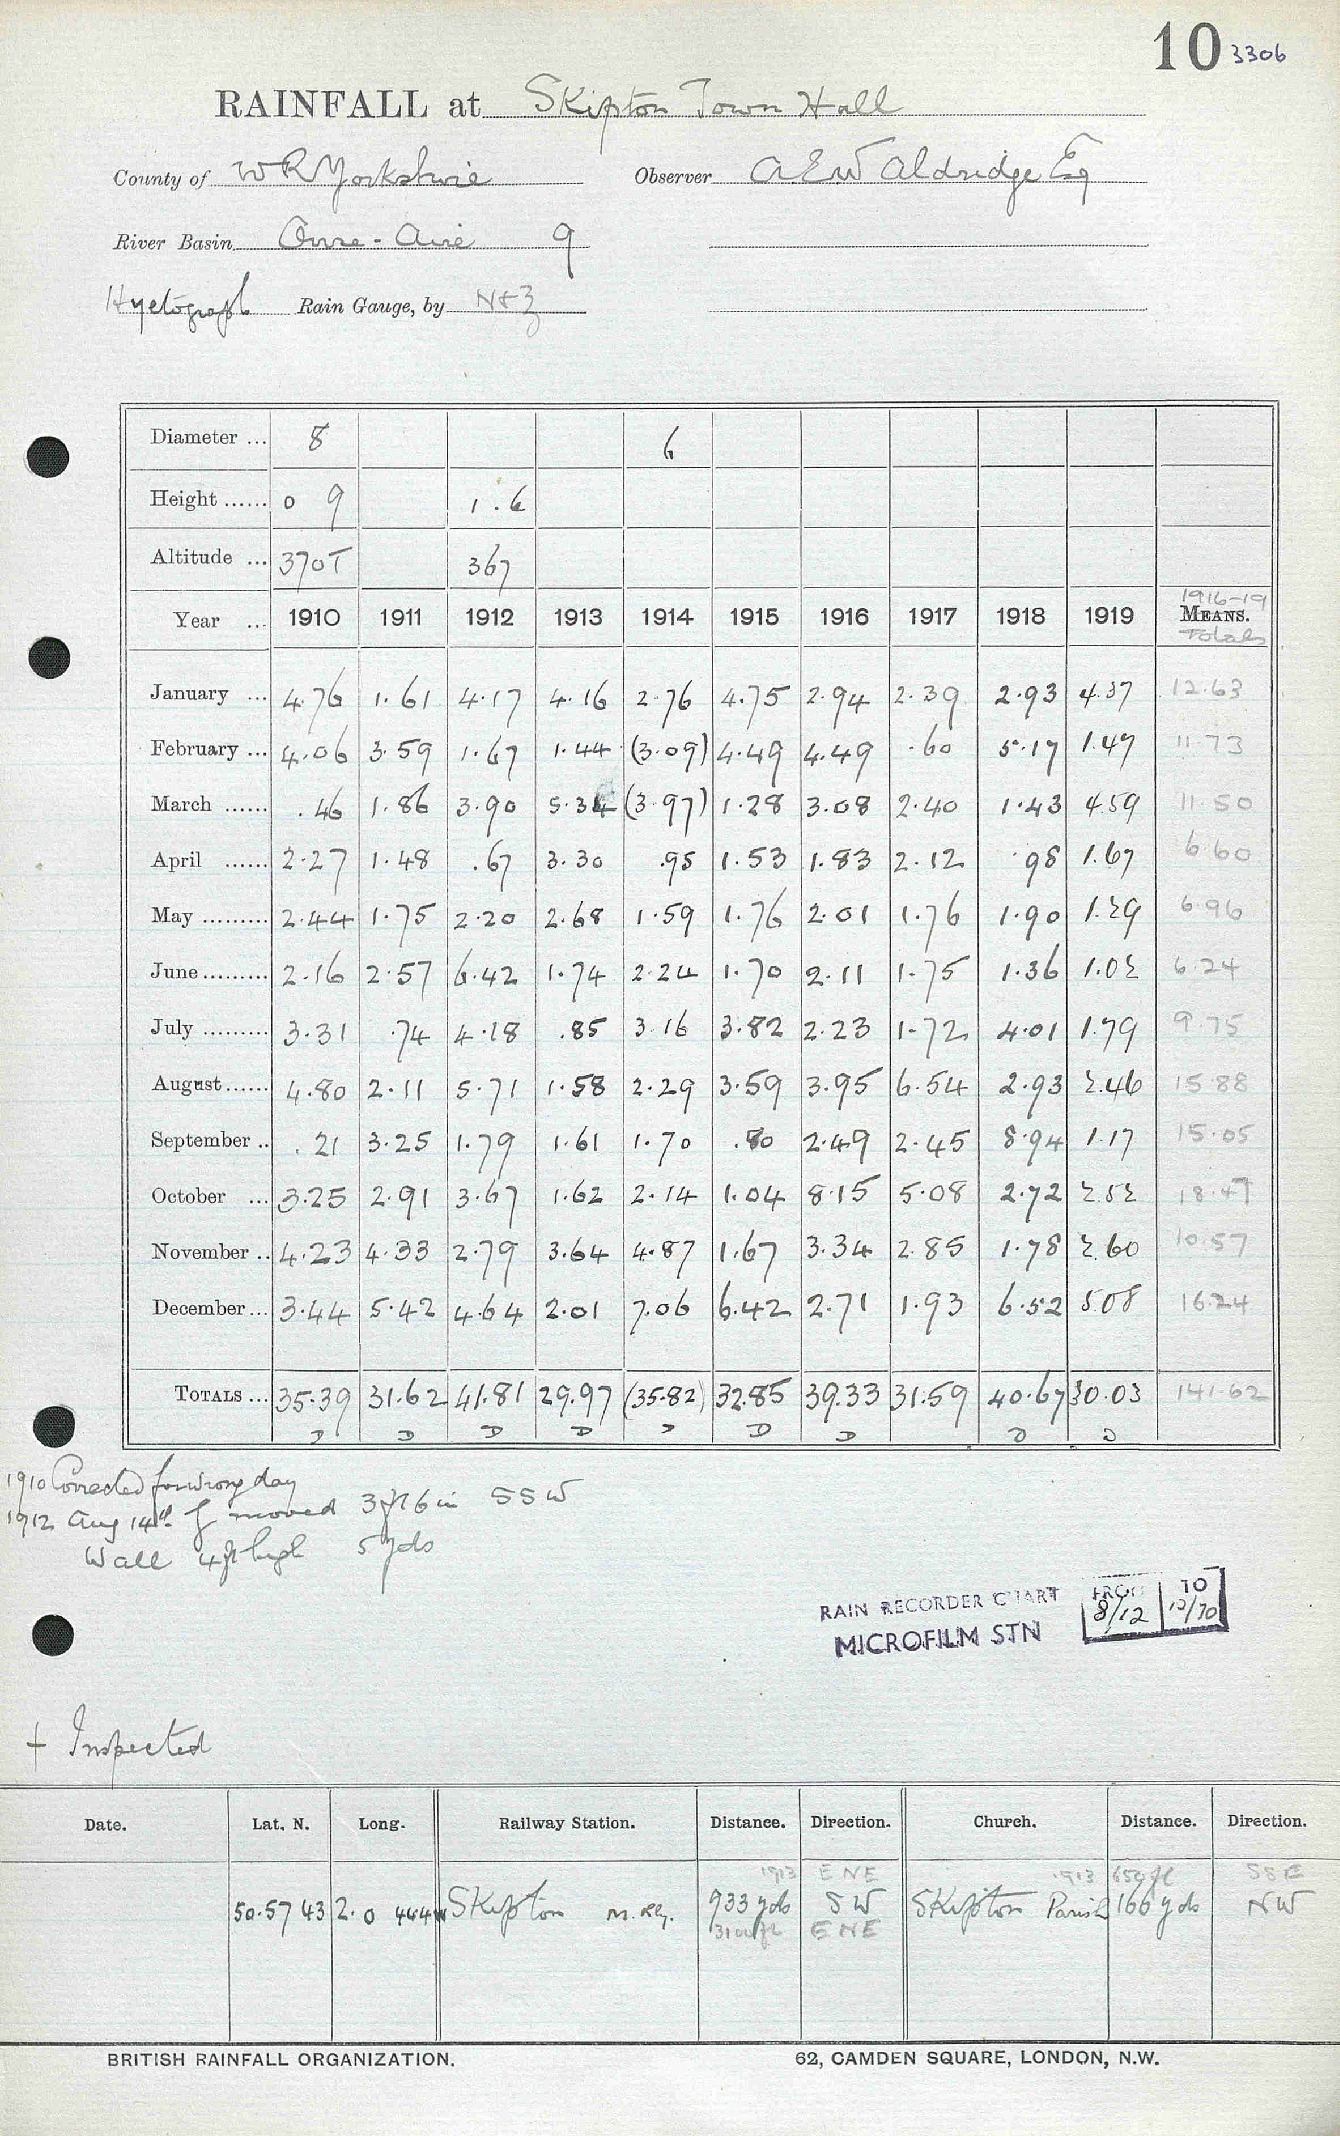 10 3306
RAINFALL at Skipton Town Hall
County of W R Yorkshire Observer A.E.W Aldridge Esq
River Basin Ouse - Aire 9
Hyetograph Rain Gauge, by N+Z
Diameter ... 8 6
Height ...... 0 9 1.6
Altitude ... 370T 367
1916-19
Year ... 1910 1911 1912 1913 1914 1915 1916 1917 1918 1919 MEANS.
Totals
January ... 4.76 1.61 4.17 4.16 2.76 4.75 2.94 2.39 2.93 4.37 12.63
February ... 4.06 3.59 1.67 1.44 (3.09) 4.49 4.49 .60 5.17 1.47 11.73
March ...... .46 1.86 3.90 5.34 (3.97) 1.28 3.08 2.40 1.43 4.59 11.50
April ...... 2.27 1.48 .67 3.30 .95 1.53 1.83 2.12 .98 1.67 6.60
May ......... 2.44 1.75 2.20 2.68 1.59 1.76 2.01 1.76 1.90 1.29 6.96
June ......... 2.16 2.57 6.42 1.74 2.24 1.70 2.11 1.75 1.36 1.02 6.24
July ......... 3.31 .74 4.18 .85 3.16 3.82 2.23 1.72 4.01 1.79 9.75
August...... 4.80 2.11 5.71 1.58 2.29 3.59 3.95 6.54 2.93 2.46 15.88
September .. .21 3.25 1.79 1.61 1.70 .80 2.49 2.45 8.94 1.17 15.05
October ... 3.25 2.91 3.67 1.62 2.14 1.04 8.15 5.08 2.72 2.52 18.47
November .. 4.23 4.33 2.79 3.64 4.87 1.67 3.34 2.85 1.78 2.60 10.57
December... 3.44 5.42 4.64 2.01 7.06 6.42 2.71 1.93 6.52 5.08 16.24
TOTALS ... 35.39 31.62 41.81 29.97 (35.82) 32.85 39.33 31.59 40.67 30.03 141.62
D D D D D D D D D
1910 Corrected for wrong day
1912 Aug 14th G moved 3ft 6in SSW
Wall 4ft high 5 yds
RAIN RECORDER CHART FROM TO
MICROFILM STN 8/12 12/70
+ Inspected
Date. Lat. N. Long. Railway Station. Distance. Direction. Church. Distance. Direction.
1913 ENE 1913 650 ft SSE
50.57 43 2.0 444W Skipton M. Rly. 933 yds SW Skipton Parish 166 yds NW
ENE
BRITISH RAINFALL ORGANIZATION. 62, CAMDEN SQUARE, LONDON, N.W.